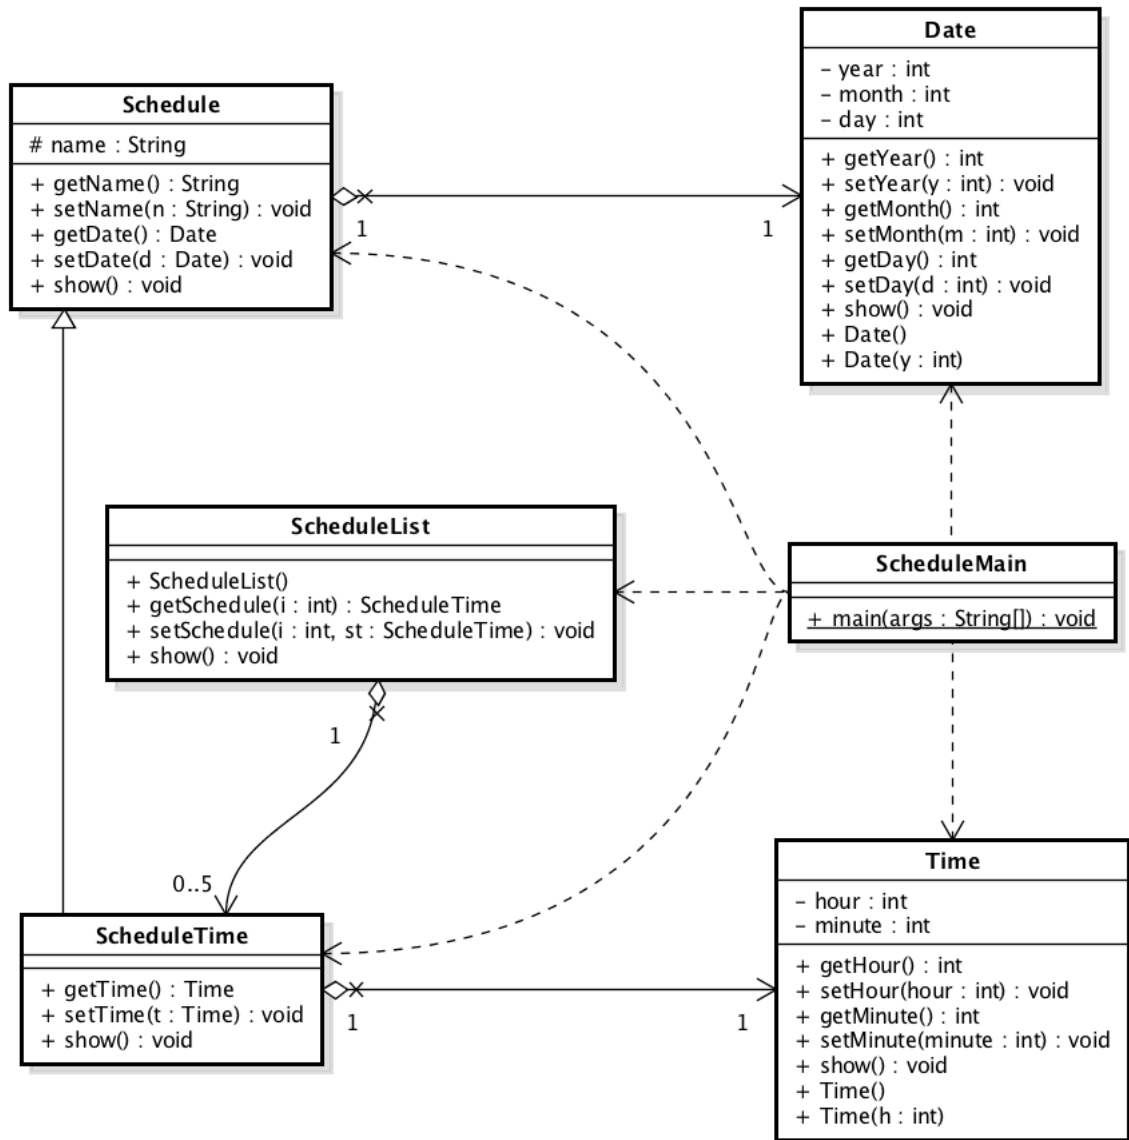 Schedule
# name : String
+ getName() : String
+ setName(n : String) : void
+ getDate() : Date
+ setDate(d : Date) : void
+ show() : void
1
1
Date
- year : int
- month : int
- day : int
+ getYear() : int
+ setYear(y : int) : void
+ getMonth() : int
+ setMonth(m : int) : void
+ getDay() : int
+ setDay(d : int) : void
+ show() : void
+ Date()
+ Date(y : int)
ScheduleList
+ ScheduleList()
+ getSchedule(i : int) : ScheduleTime
+ setSchedule(i : int, st : ScheduleTime) : void
+ show() : void
1
0..5
ScheduleMain
+ main(args : String[]) : void
ScheduleTime
+ getTime() : Time
+ setTime(t : Time) : void
+ show() : void
1
1
Time
- hour : int
- minute : int
+ getHour() : int
+ setHour(hour : int) : void
+ getMinute() : int
+ setMinute(minute : int) : void
+ show() : void
+ Time()
+ Time(h : int)